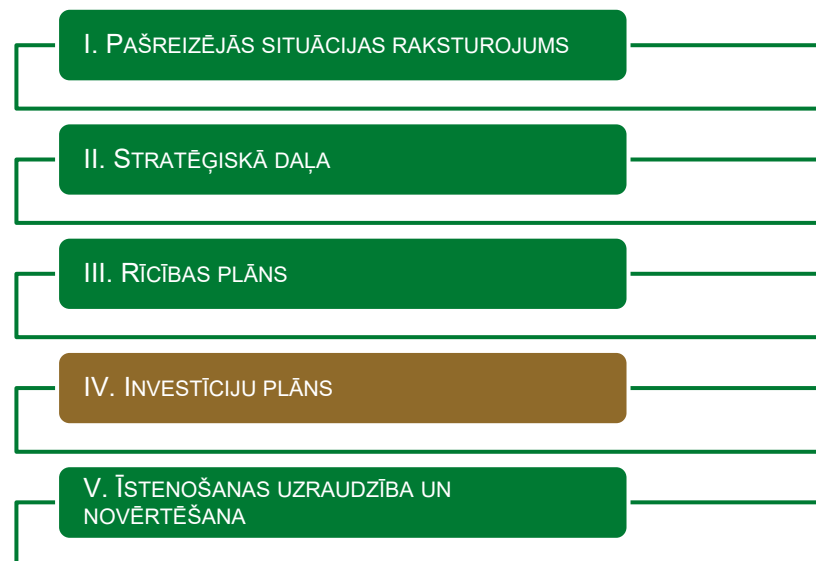 I. PAŠREIZĒJĀS SITUĀCIJAS RAKSTUROJUMS
II. STRATĒĢISKĀ DAĻA
III. RĪCĪBAS PLĀNS
IV. INVESTĪCIJU PLĀNS
V. ĪSTENOŠANAS UZRAUDZĪBA UN
NOVĒRTĒŠANA